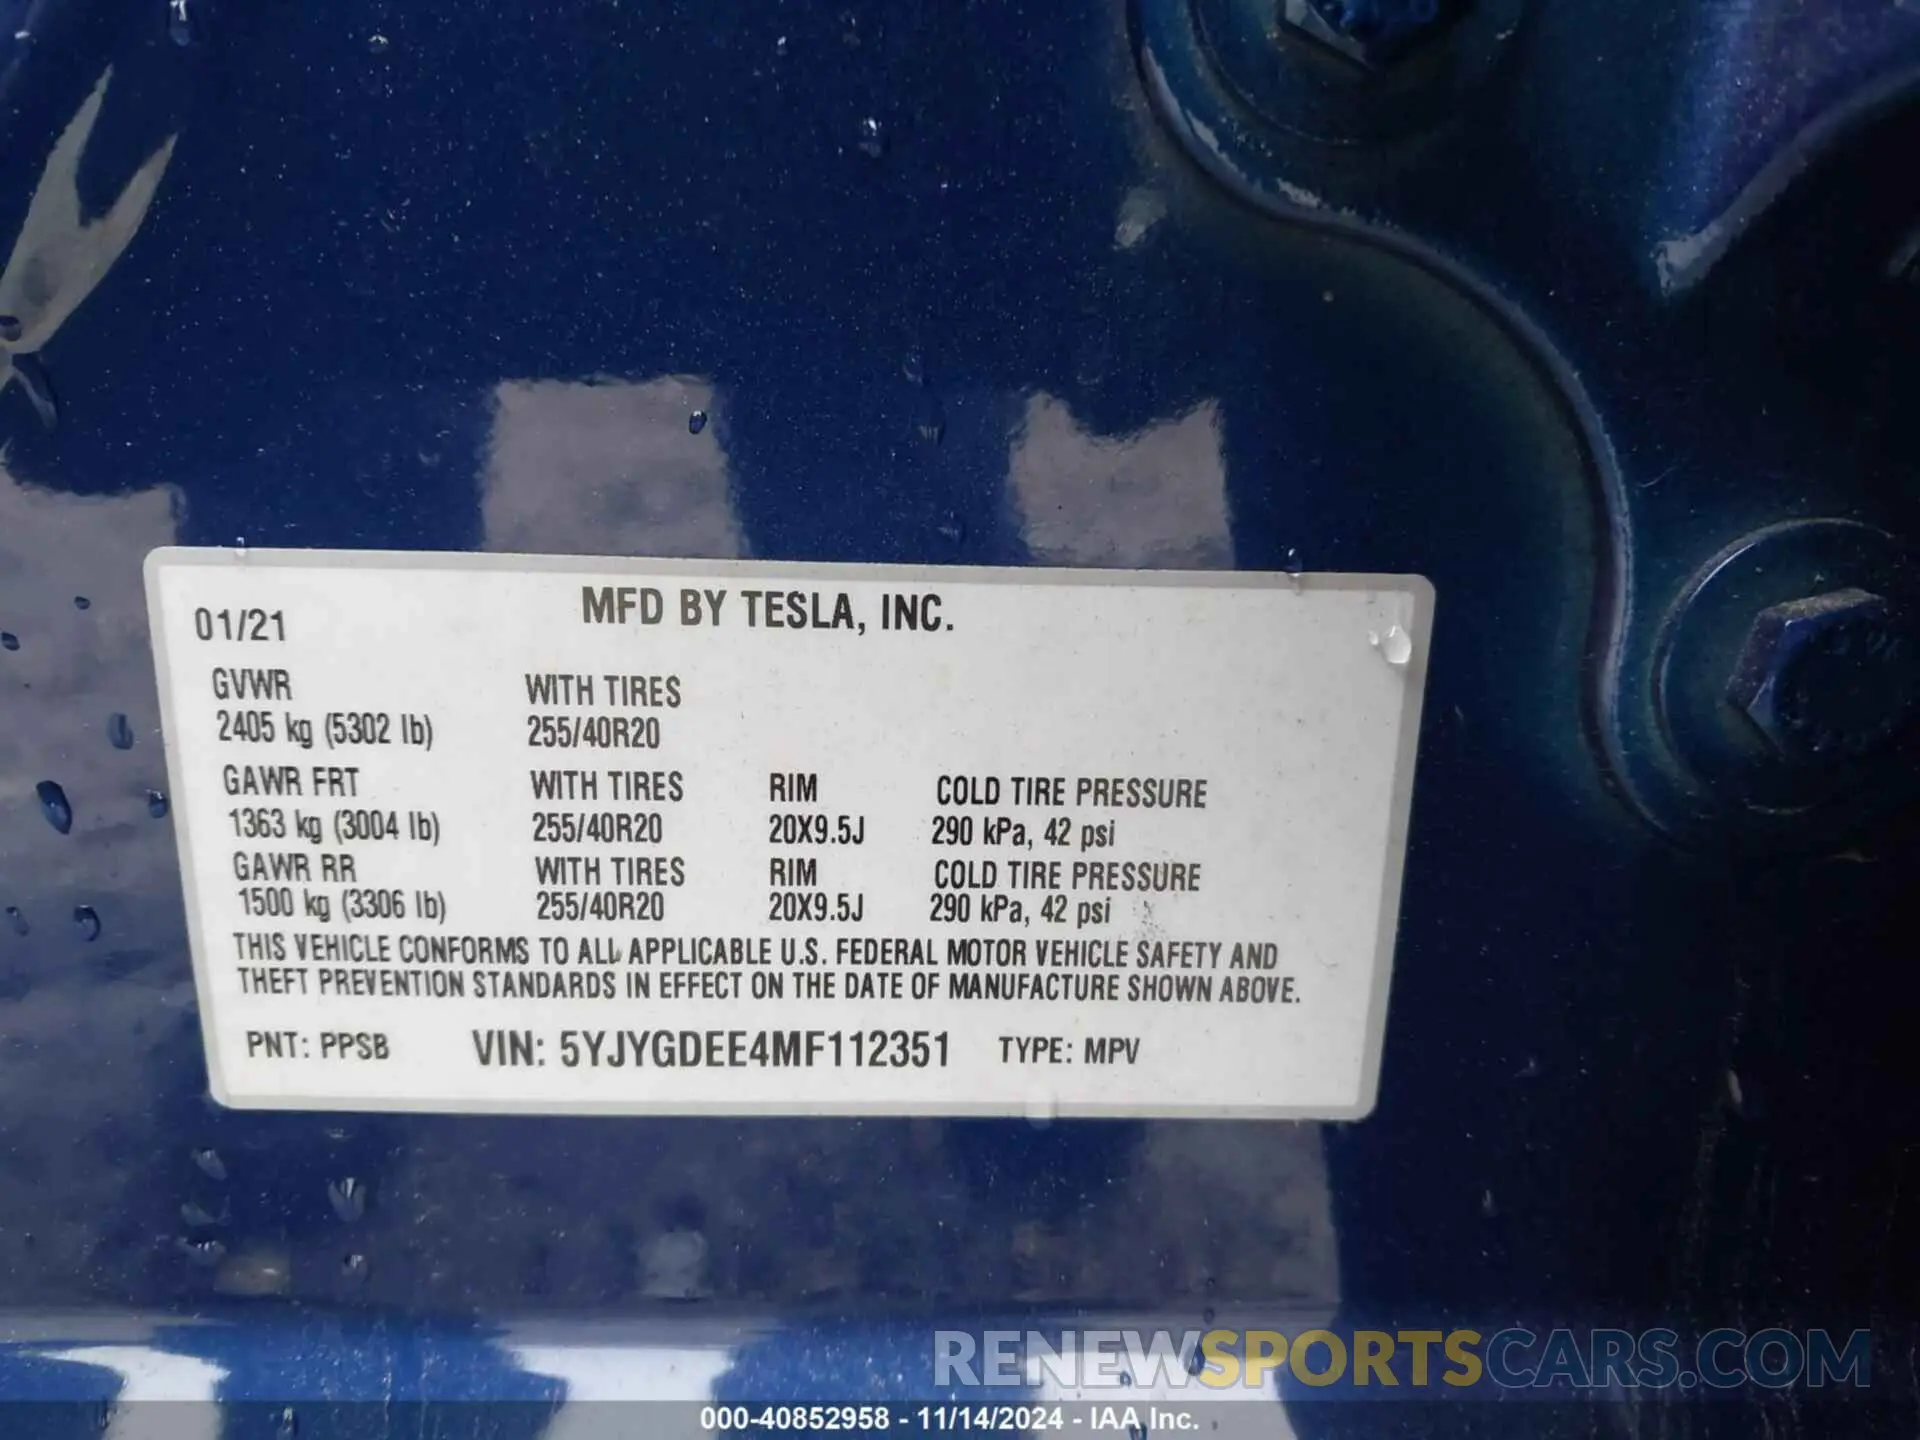 01/21
MFD BY TESLA, INC.
GVWR WITH TIRES
2405 kg (5302 lb) 255/40R20
GAWR FRT WITH TIRES RIM COLD TIRE PRESSURE
1363 kg (3004 lb) 255/40R20 20X9.5J 290 kPa, 42 psi
GAWR RR WITH TIRES RIM COLD TIRE PRESSURE
1500 kg (3306 lb) 255/40R20 20X9.5J 290 kPa, 42 psi
THIS VEHICLE CONFORMS TO ALL APPLICABLE U.S. FEDERAL MOTOR VEHICLE SAFETY AND
THEFT PREVENTION STANDARDS IN EFFECT ON THE DATE OF MANUFACTURE SHOWN ABOVE.
PNT: PPSB VIN: 5YJYGDEE4MF112351 TYPE: MPV
RENEWSPORTSCARS.COM
000-40852958 - 11/14/2024 - IAA Inc.